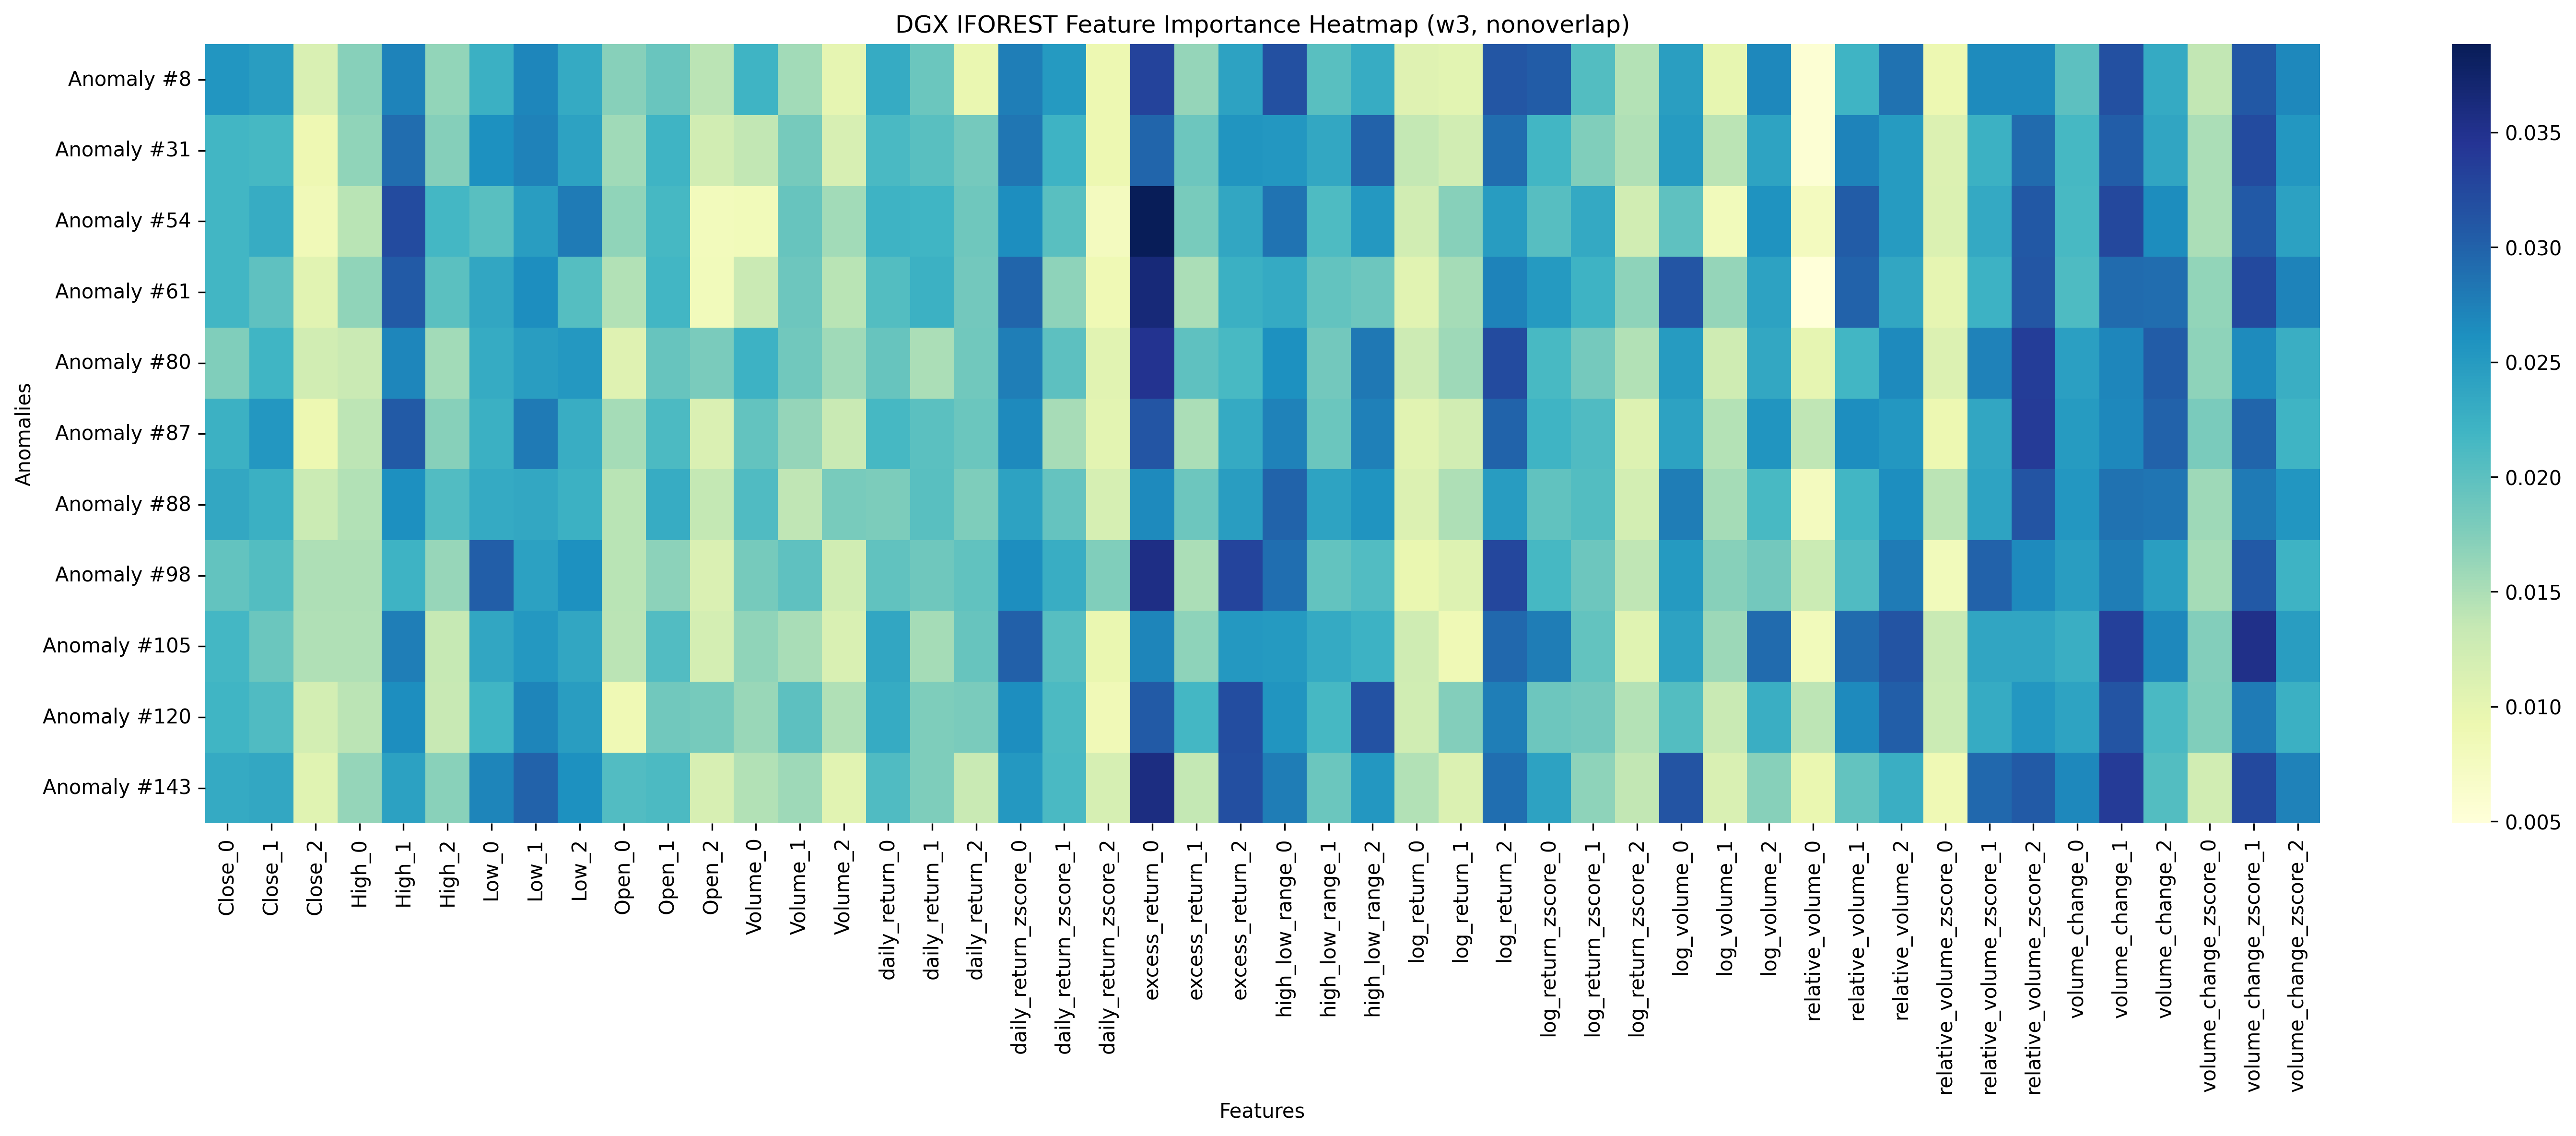 DGX IFOREST Feature Importance Heatmap (w3, nonoverlap)
Anomalies
Anomaly #8
Anomaly #31
Anomaly #54
Anomaly #61
Anomaly #80
Anomaly #87
Anomaly #88
Anomaly #98
Anomaly #105
Anomaly #120
Anomaly #143
0.035
0.030
0.025
0.020
0.015
0.010
0.005
Close_0
Close_1
Close_2
High_0
High_1
High_2
Low_0
Low_1
Low_2
Open_0
Open_1
Open_2
Volume_0
Volume_1
Volume_2
daily_return_0
daily_return_1
daily_return_2
daily_return_zscore_0
daily_return_zscore_1
daily_return_zscore_2
excess_return_0
excess_return_1
excess_return_2
high_low_range_0
high_low_range_1
high_low_range_2
log_return_0
log_return_1
log_return_2
log_return_zscore_0
log_return_zscore_1
log_return_zscore_2
log_volume_0
log_volume_1
log_volume_2
relative_volume_0
relative_volume_1
relative_volume_2
relative_volume_zscore_0
relative_volume_zscore_1
relative_volume_zscore_2
volume_change_0
volume_change_1
volume_change_2
volume_change_zscore_0
volume_change_zscore_1
volume_change_zscore_2
Features